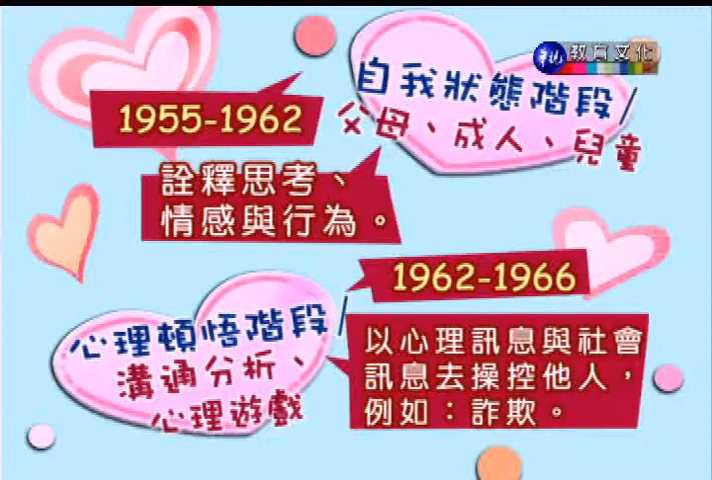 華視 教育文化
自我狀態階段/
父母、成人、兒童
1955-1962
詮釋思考、
情感與行為。
1962-1966
心理頓悟階段/
溝通分析、
心理遊戲
以心理訊息與社會
訊息去操控他人，
例如：詐欺。